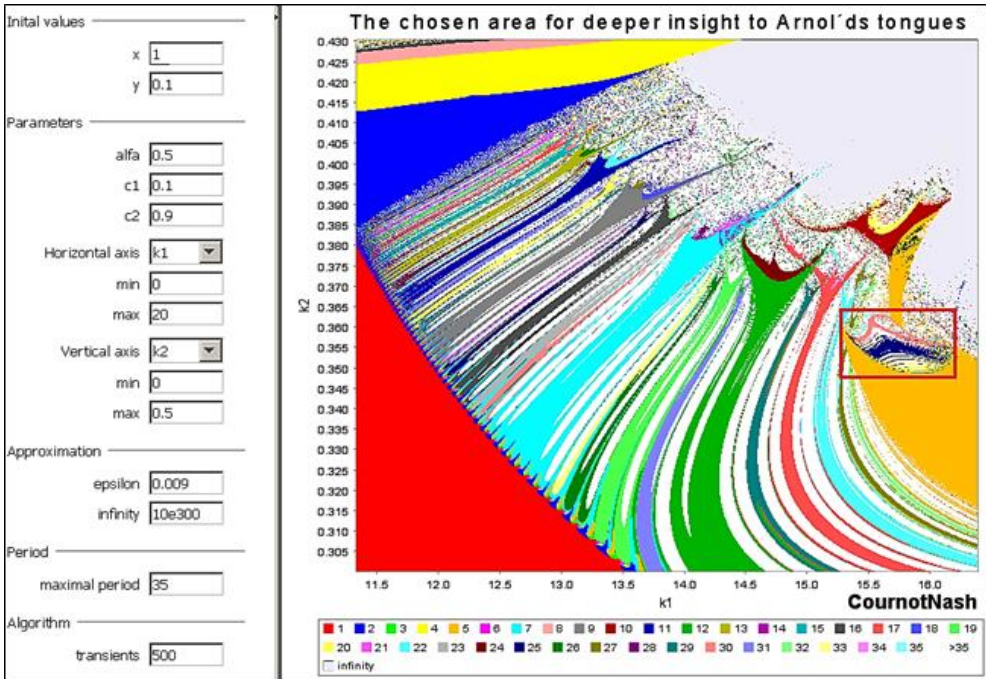 Inital values
x 1
y 0.1
Parameters
alfa 0.5
c1 0.1
c2 0.9
Horizontal axis k1
min 0
max 20
Vertical axis k2
min 0
max 0.5
Approximation
epsilon 0.009
infinity 10e300
Period
maximal period 35
Algorithm
transients 500
The chosen area for deeper insight to Arnol´ds tongues
0.430
0.425
0.420
0.415
0.410
0.405
0.400
0.395
0.390
0.385
0.380
0.375
0.370
0.365
0.360
0.355
0.350
0.345
0.340
0.335
0.330
0.325
0.320
0.315
0.310
0.305
k2
11.5 12.0 12.5 13.0 13.5 14.0 14.5 15.0 15.5 16.0
k1
CournotNash
1 2 3 4 5 6 7 8 9 10 11 12 13 14 15 16 17 18 19
20 21 22 23 24 25 26 27 28 29 30 31 32 33 34 35 >35
infinity